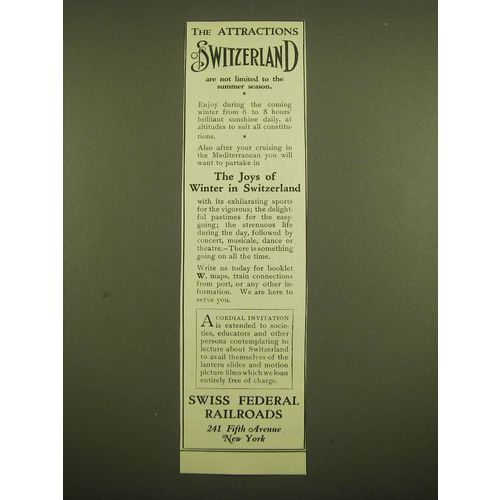 THE ATTRACTIONS
OF SWITZERLAND
are not limited to the
summer season.
*
Enjoy during the coming
winter from 6 to 8 hours'
brilliant sunshine daily, at
altitudes to suit all constitu-
tions. *
Also after your cruising in
the Mediterranean you will
want to partake in
The Joys of
Winter in Switzerland
with its exhilarating sports
for the vigorous; the delight-
ful pastimes for the easy-
going; the strenuous life
during the day, followed by
concert, musicale, dance or
theatre.—There is something
going on all the time.
Write us today for booklet
W. maps, train connections
from port, or any other in-
formation. We are here to
serve you.
A CORDIAL INVITATION
is extended to socie-
ties, educators and other
persons contemplating to
lecture about Switzerland
to avail themselves of the
lantern slides and motion
picture films which we loan
entirely free of charge.
SWISS FEDERAL
RAILROADS
241 Fifth Avenue
New York